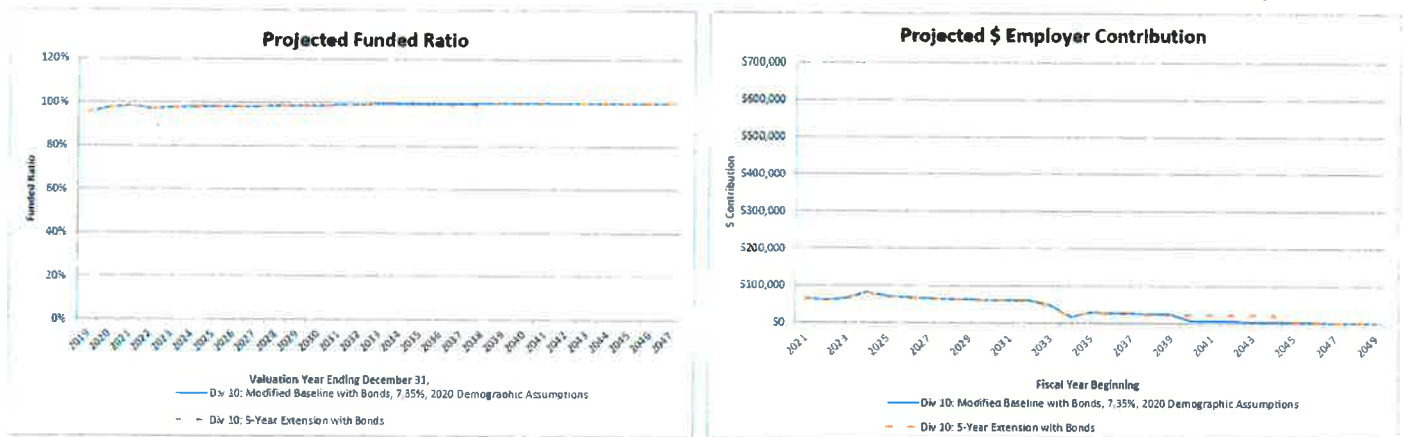 Projected Funded Ratio
120%
100%
80%
60%
40%
20%
0%
Funded Ratio
2019 2020 2021 2022 2023 2024 2025 2026 2027 2028 2029 2030 2031 2032 2033 2034 2035 2036 2037 2038 2039 2040 2041 2042 2043 2044 2045 2046 2047
Valuation Year Ending December 31,
Div 10: Modified Baseline with Bonds, 7.35%, 2020 Demographic Assumptions
Div 10: 5-Year Extension with Bonds
Projected $ Employer Contribution
$700,000
$600,000
$500,000
$400,000
$300,000
$200,000
$100,000
$0
$ Contribution
2021 2023 2025 2027 2029 2031 2033 2035 2037 2039 2041 2043 2045 2047 2049
Fiscal Year Beginning
Div 10: Modified Baseline with Bonds, 7.35%, 2020 Demographic Assumptions
Div 10: 5-Year Extension with Bonds